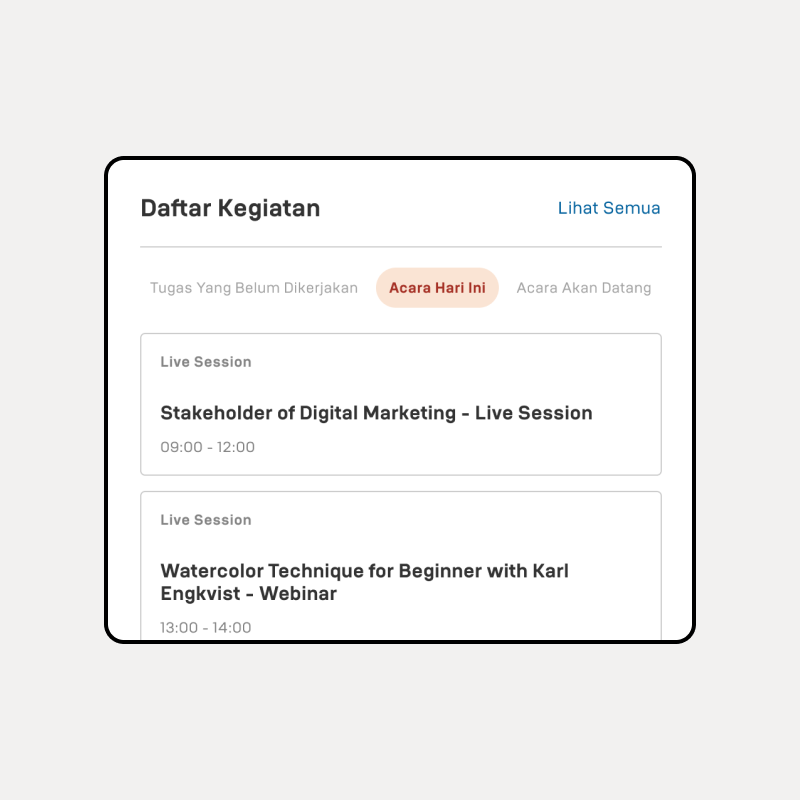 Daftar Kegiatan
Lihat Semua
Tugas Yang Belum Dikerjakan
Acara Hari Ini
Acara Akan Datang
Live Session
Stakeholder of Digital Marketing - Live Session
09:00 - 12:00
Live Session
Watercolor Technique for Beginner with Karl
Engkvist - Webinar
13:00 - 14:00